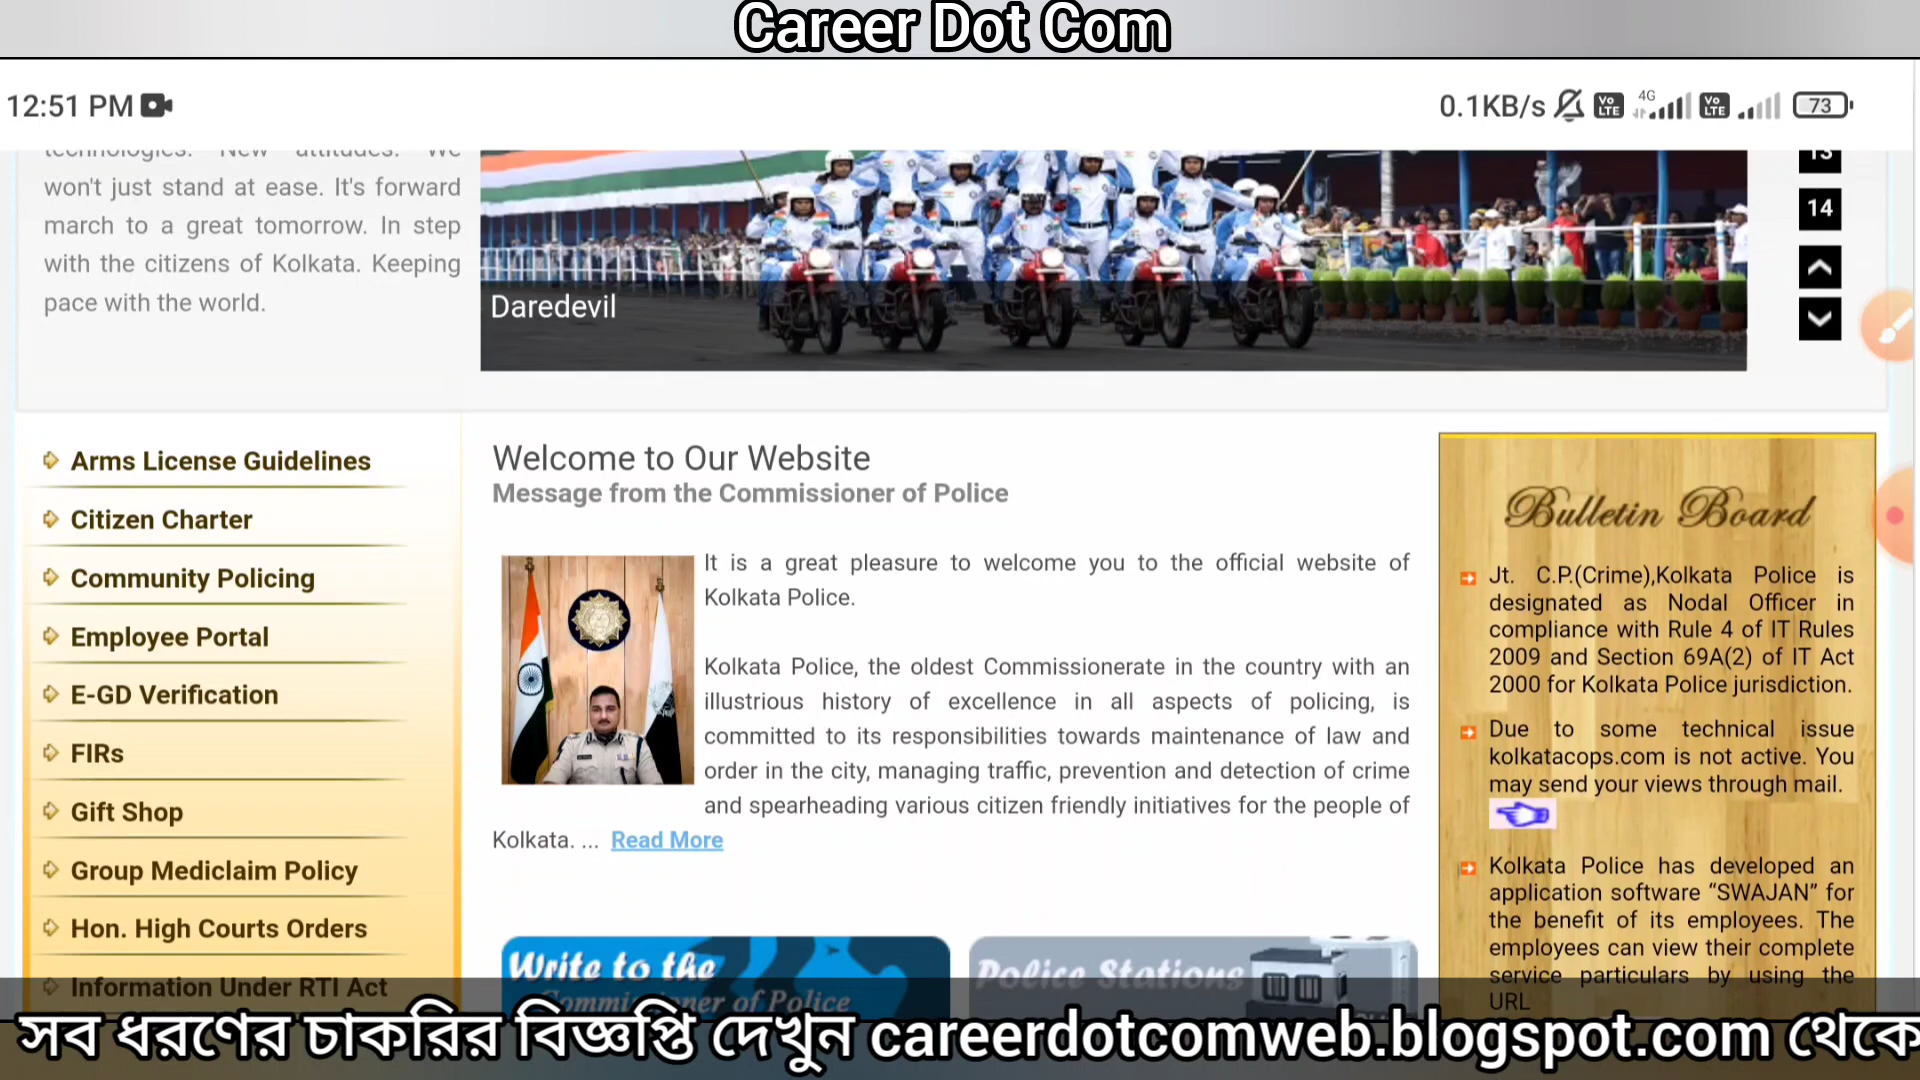 Career Dot Com
12:51 PM
0.1KB/s Vo LTE 4G Vo LTE 73
technologies. New attitudes. We
won't just stand at ease. It's forward
march to a great tomorrow. In step
with the citizens of Kolkata. Keeping
pace with the world.
Daredevil
13
14
Arms License Guidelines
Citizen Charter
Community Policing
Employee Portal
E-GD Verification
FIRs
Gift Shop
Group Mediclaim Policy
Hon. High Courts Orders
Information Under RTI Act
Welcome to Our Website
Message from the Commissioner of Police
It is a great pleasure to welcome you to the official website of
Kolkata Police.
Kolkata Police, the oldest Commissionerate in the country with an
illustrious history of excellence in all aspects of policing, is
committed to its responsibilities towards maintenance of law and
order in the city, managing traffic, prevention and detection of crime
and spearheading various citizen friendly initiatives for the people of
Kolkata. ... Read More
Write to the
Commissioner of Police
Police Stations
Bulletin Board
Jt. C.P.(Crime),Kolkata Police is
designated as Nodal Officer in
compliance with Rule 4 of IT Rules
2009 and Section 69A(2) of IT Act
2000 for Kolkata Police jurisdiction.
Due to some technical issue
kolkatacops.com is not active. You
may send your views through mail.
Kolkata Police has developed an
application software “SWAJAN” for
the benefit of its employees. The
employees can view their complete
service particulars by using the
URL
সব ধরণের চাকরির বিজ্ঞপ্তি দেখুন careerdotcomweb.blogspot.com থেকে